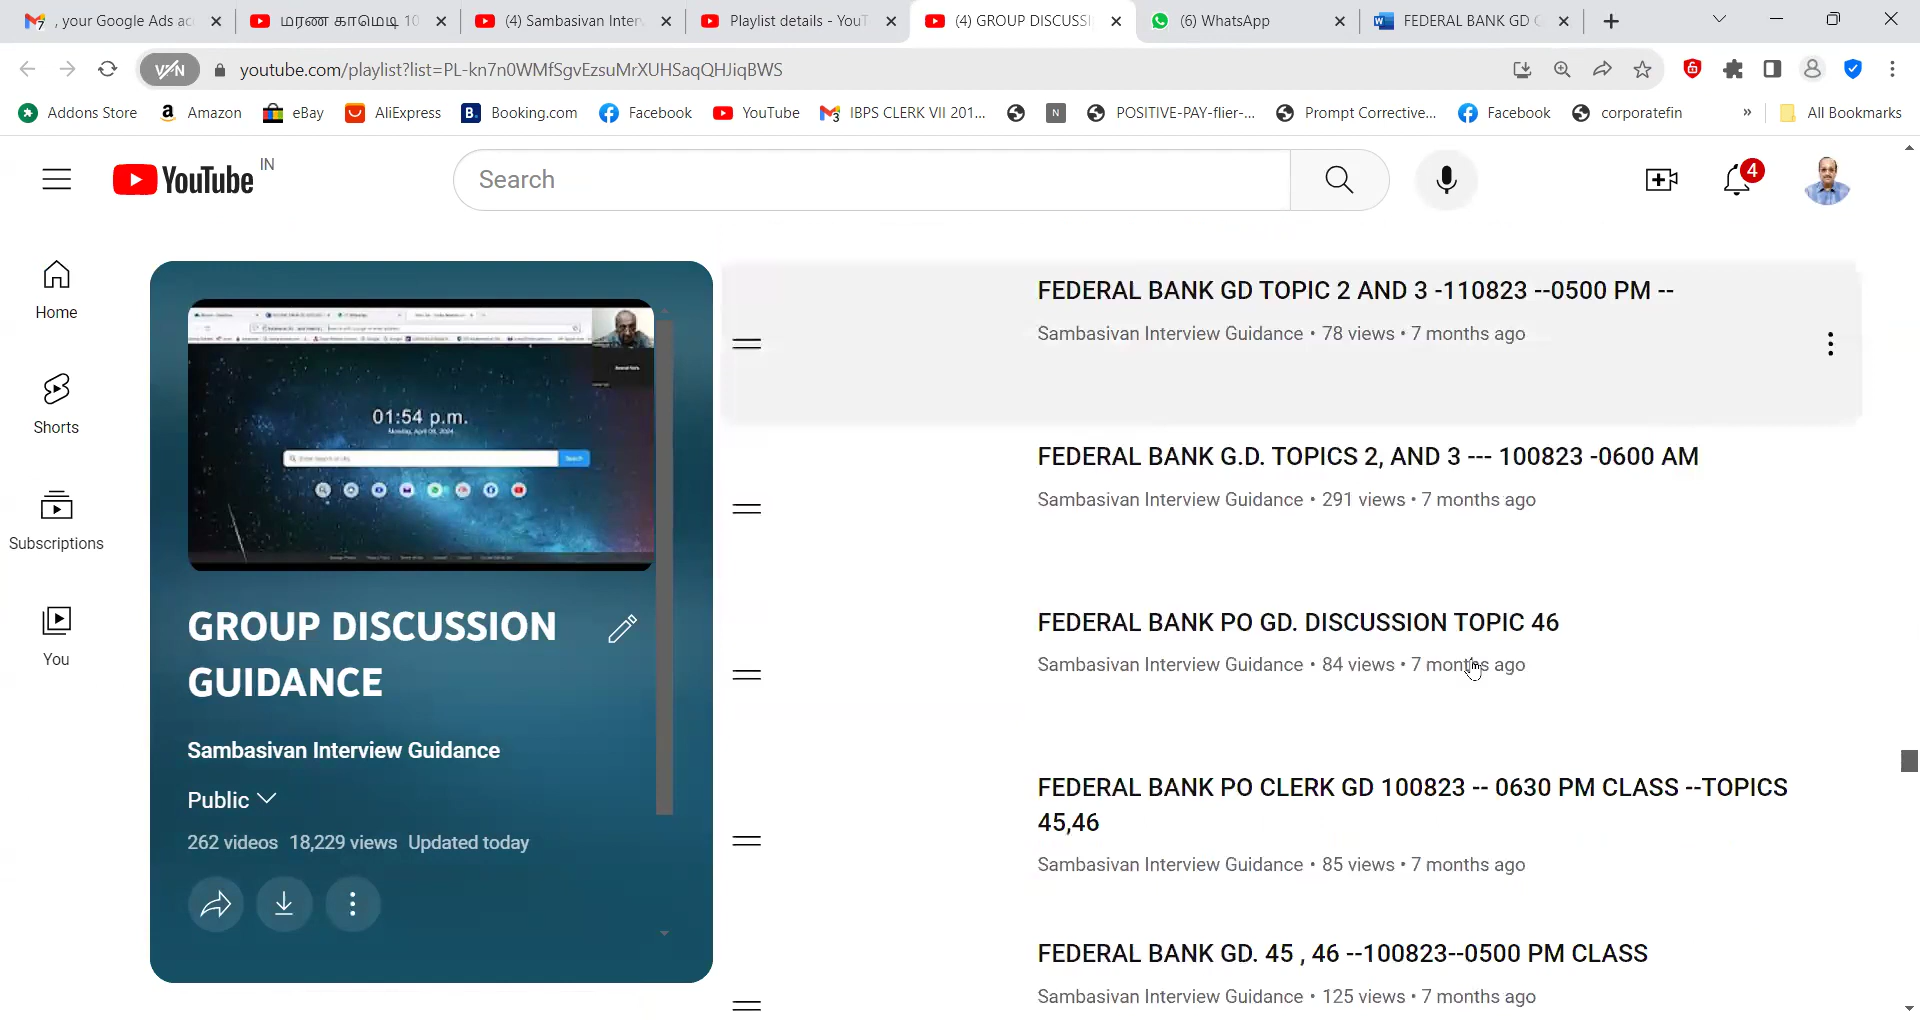 , your Google Ads ac
மரண காமெடி 10
(4) Sambasivan Inter
Playlist details - YouT
(4) GROUP DISCUSSI
(6) WhatsApp
FEDERAL BANK GD
VPN
youtube.com/playlist?list=PL-kn7n0WMfSgvEzsuMrXUHSaqQHJiqBWS
Addons Store
Amazon
eBay
AliExpress
Booking.com
Facebook
YouTube
IBPS CLERK VII 201...
N
POSITIVE-PAY-flier-...
Prompt Corrective...
Facebook
corporatefin
»
All Bookmarks
YouTube IN
Search
4
Home
Shorts
Subscriptions
You
01:54 p.m.
Monday, April 08, 2024
Search
GROUP DISCUSSION
GUIDANCE
Sambasivan Interview Guidance
Public
262 videos 18,229 views Updated today
FEDERAL BANK GD TOPIC 2 AND 3 -110823 --0500 PM --
Sambasivan Interview Guidance • 78 views • 7 months ago
FEDERAL BANK G.D. TOPICS 2, AND 3 --- 100823 -0600 AM
Sambasivan Interview Guidance • 291 views • 7 months ago
FEDERAL BANK PO GD. DISCUSSION TOPIC 46
Sambasivan Interview Guidance • 84 views • 7 months ago
FEDERAL BANK PO CLERK GD 100823 -- 0630 PM CLASS --TOPICS
45,46
Sambasivan Interview Guidance • 85 views • 7 months ago
FEDERAL BANK GD. 45 , 46 --100823--0500 PM CLASS
Sambasivan Interview Guidance • 125 views • 7 months ago